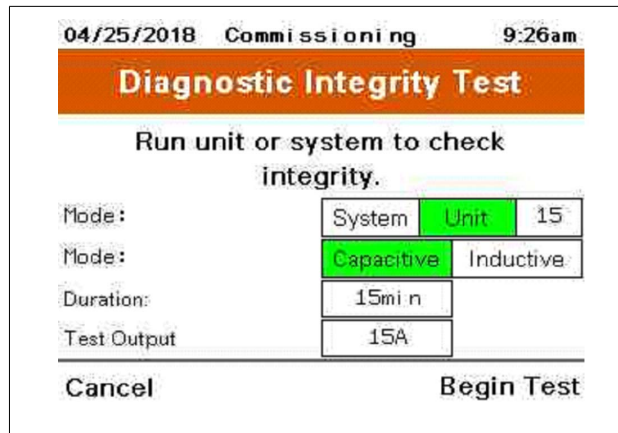 04/25/2018 Commissioning 9:26am
Diagnostic Integrity Test
Run unit or system to check
integrity.
Mode: System Unit 15
Mode: Capacitive Inductive
Duration: 15min
Test Output 15A
Cancel Begin Test